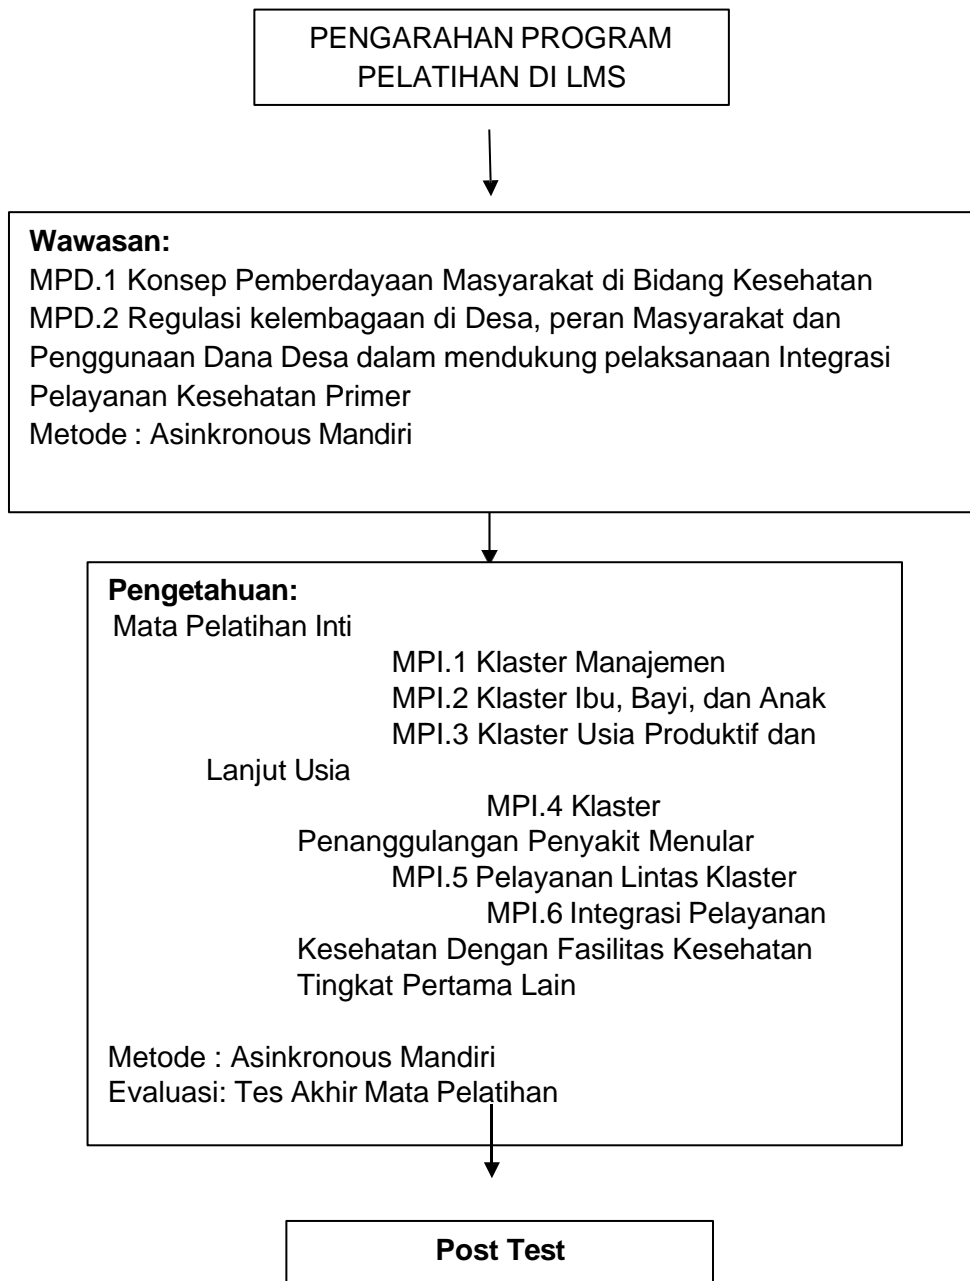 PENGARAHAN PROGRAM
PELATIHAN DI LMS
Wawasan:
MPD.1 Konsep Pemberdayaan Masyarakat di Bidang Kesehatan
MPD.2 Regulasi kelembagaan di Desa, peran Masyarakat dan
Penggunaan Dana Desa dalam mendukung pelaksanaan Integrasi
Pelayanan Kesehatan Primer
Metode : Asinkronous Mandiri
Pengetahuan:
Mata Pelatihan Inti
MPI.1 Klaster Manajemen
MPI.2 Klaster Ibu, Bayi, dan Anak
MPI.3 Klaster Usia Produktif dan
Lanjut Usia
MPI.4 Klaster
Penanggulangan Penyakit Menular
MPI.5 Pelayanan Lintas Klaster
MPI.6 Integrasi Pelayanan
Kesehatan Dengan Fasilitas Kesehatan
Tingkat Pertama Lain
Metode : Asinkronous Mandiri
Evaluasi: Tes Akhir Mata Pelatihan
Post Test